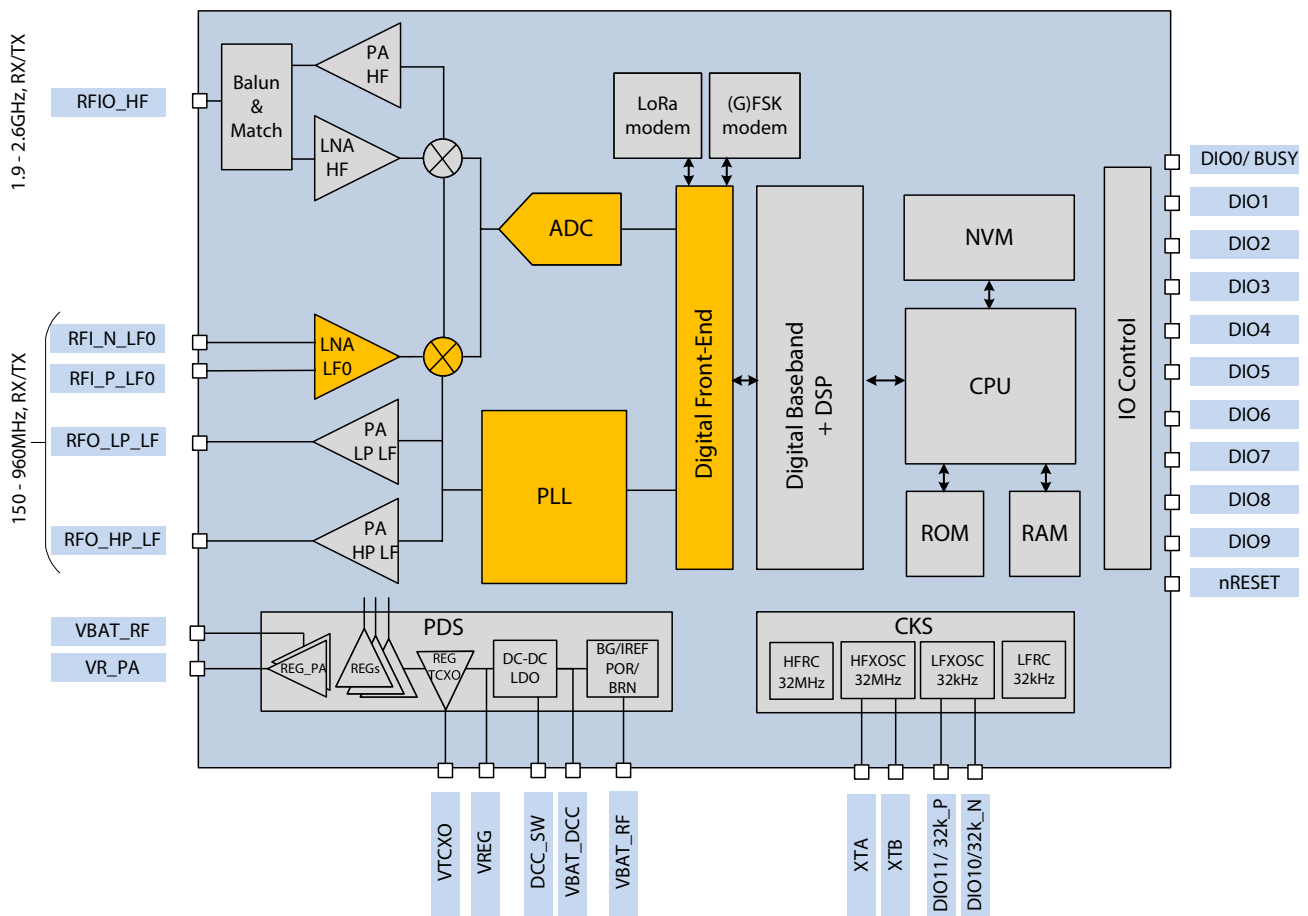 1.9 - 2.6GHz, RX/TX
RFIO_HF
Balun
&
Match
PA
HF
LNA
HF
LoRa
modem
(G)FSK
modem
ADC
150 - 960MHz, RX/TX
RFI_N_LF0
RFI_P_LF0
RFO_LP_LF
RFO_HP_LF
LNA
LF0
PA
LP LF
PA
HP LF
PLL
Digital Front-End
Digital Baseband
+ DSP
NVM
CPU
ROM
RAM
IO Control
DIO0/ BUSY
DIO1
DIO2
DIO3
DIO4
DIO5
DIO6
DIO7
DIO8
DIO9
nRESET
VBAT_RF
VR_PA
PDS
REG_PA
REGs
REG
TCXO
DC-DC
LDO
BG/IREF
POR/
BRN
CKS
HFRC
32MHz
HFXOSC
32MHz
LFXOSC
32kHz
LFRC
32kHz
VTCXO
VREG
DCC_SW
VBAT_DCC
VBAT_RF
XTA
XTB
DIO11/ 32k_P
DIO10/32k_N